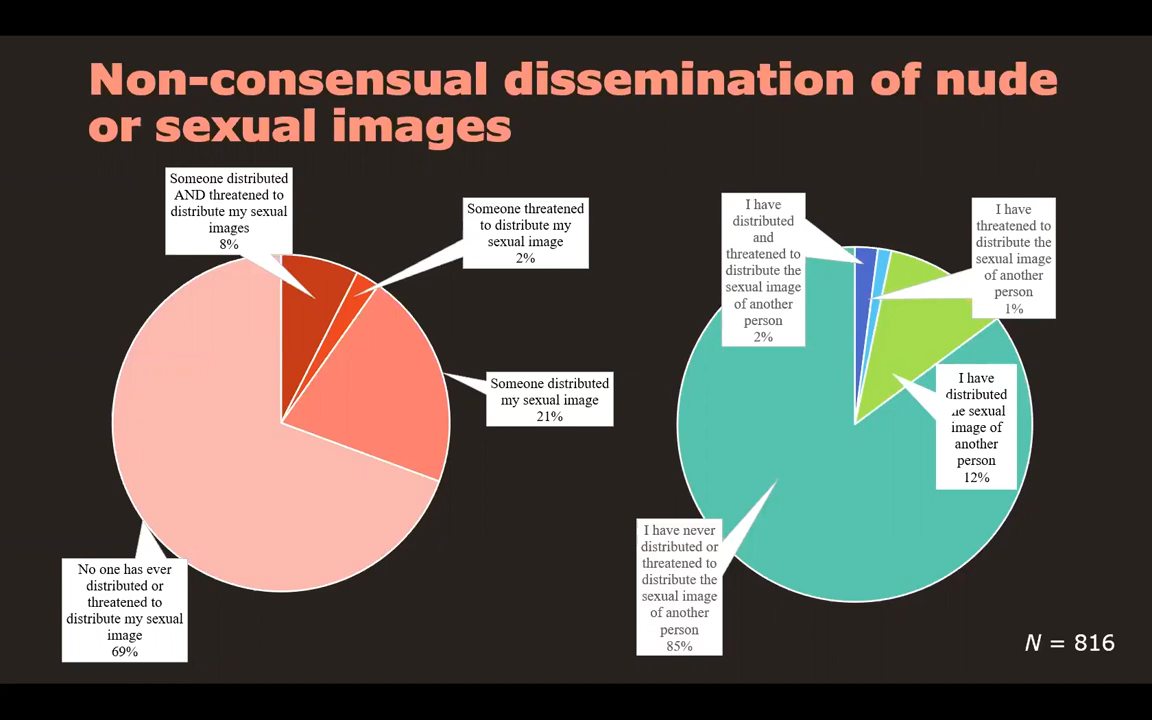 Non-consensual dissemination of nude
or sexual images
Someone distributed
AND threatened to
distribute my sexual
images
8%
Someone threatened
to distribute my
sexual image
2%
Someone distributed
my sexual image
21%
No one has ever
distributed or
threatened to
distribute my sexual
image
69%
I have
distributed
and
threatened to
distribute the
sexual image
of another
person
2%
I have
threatened to
distribute the
sexual image
of another
person
1%
I have
distributed
the sexual
image of
another
person
12%
I have never
distributed or
threatened to
distribute the
sexual image
of another
person
85%
N = 816